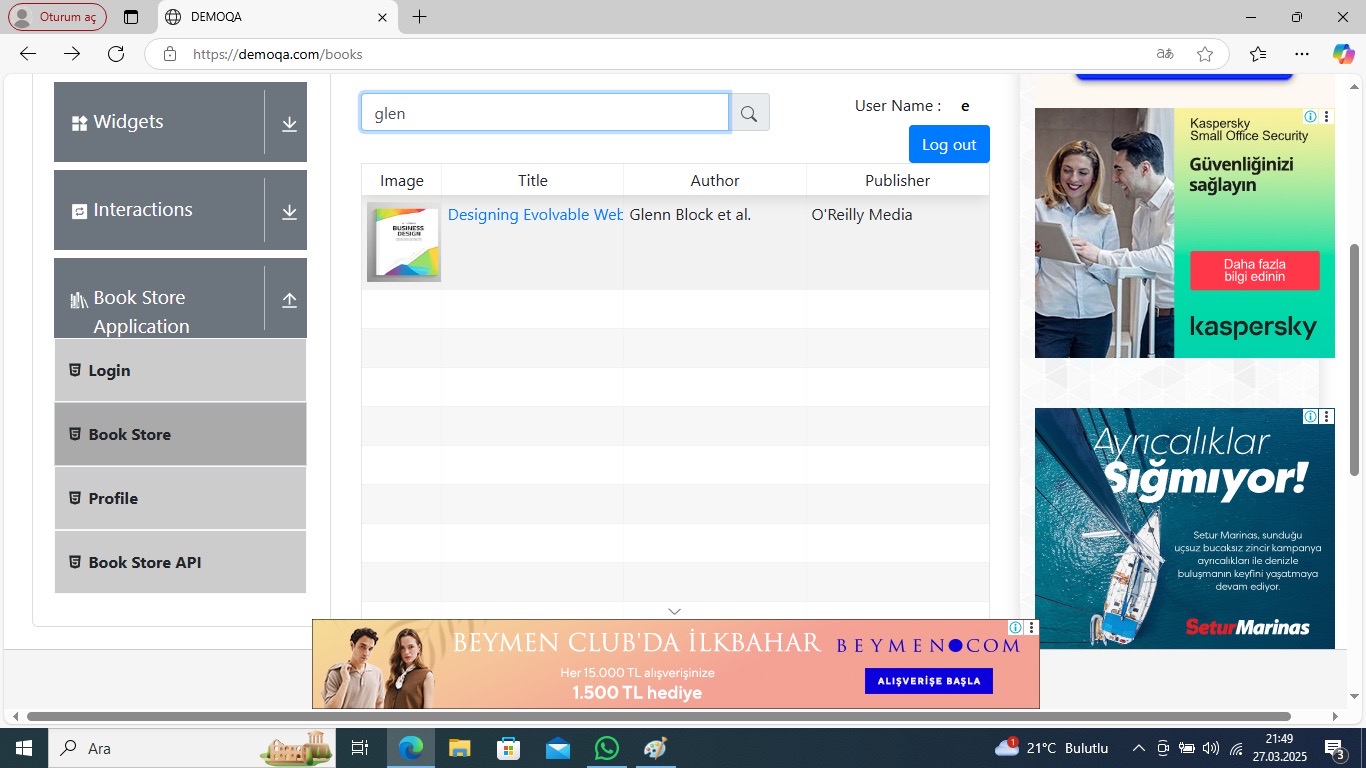 Oturum aç
DEMOQA
https://demoqa.com/books
Widgets
Interactions
Book Store
Application
Login
Book Store
Profile
Book Store API
glen
User Name :
e
Log out
Image
Title
Author
Publisher
BUSINESS
DESIGN
Designing Evolvable Web
Glenn Block et al.
O'Reilly Media
Kaspersky
Small Office Security
Güvenliğinizi
sağlayın
Daha fazla
bilgi edinin
kaspersky
Ayrıcalıklar
Sığmıyor!
Setur Marinas, sunduğu
uçsuz bucaksız zincir kampanya
ayrıcalıkları ile denizle
buluşmanın keyfini yaşatmaya
devam ediyor.
SeturMarinas
BEYMEN CLUB'DA İLKBAHAR
Her 15.000 TL alışverişinize
1.500 TL hediye
BEYMEN●COM
ALIŞVERİŞE BAŞLA
Ara
1
21°C Bulutlu
21:49
27.03.2025
3